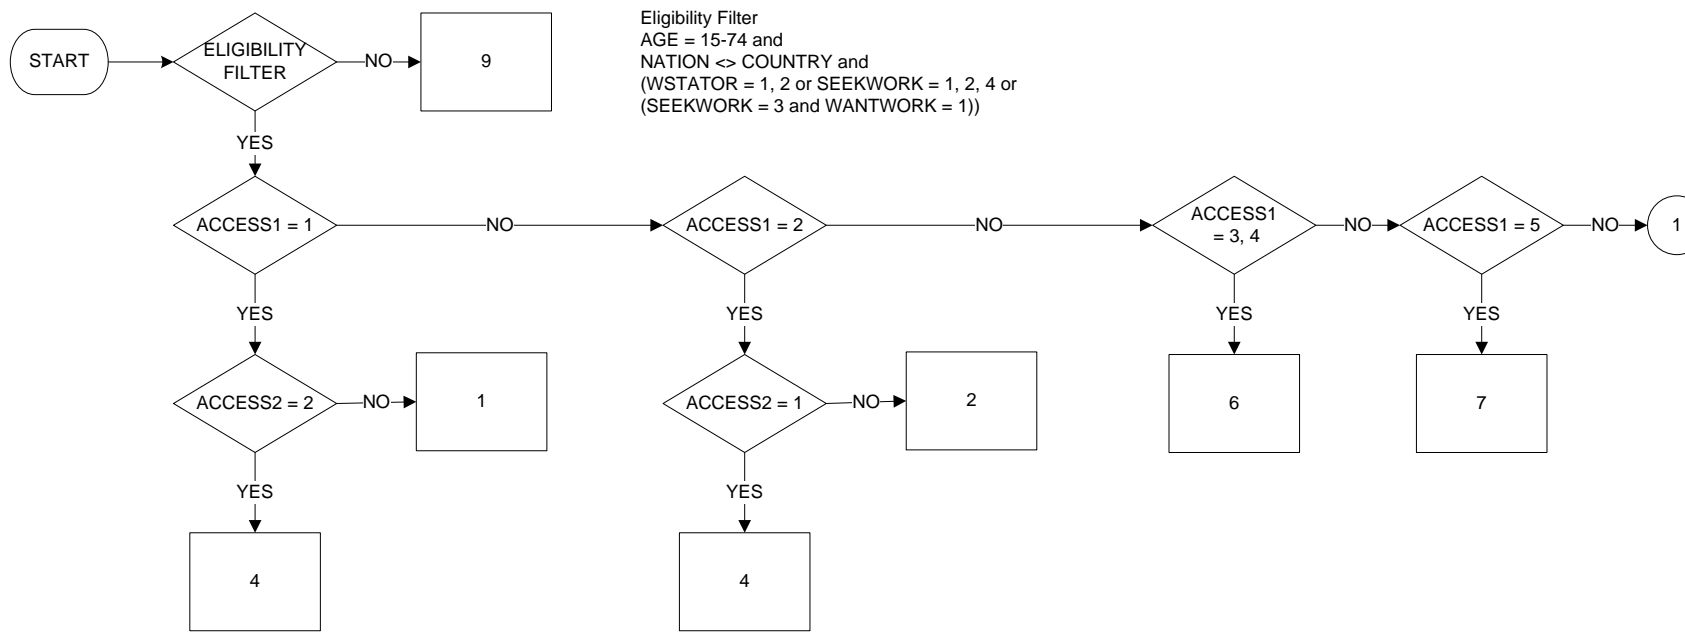 Eligibility Filter
AGE = 15-74 and
NATION <> COUNTRY and
(WSTATOR = 1, 2 or SEEKWORK = 1, 2, 4 or
(SEEKWORK = 3 and WANTWORK = 1))
START
ELIGIBILITY
FILTER
NO
9
YES
ACCESS1 = 1
NO
ACCESS1 = 2
NO
ACCESS1
= 3, 4
NO
ACCESS1 = 5
NO
1
YES
YES
YES
YES
ACCESS2 = 2
NO
1
ACCESS2 = 1
NO
2
6
7
YES
YES
4
4